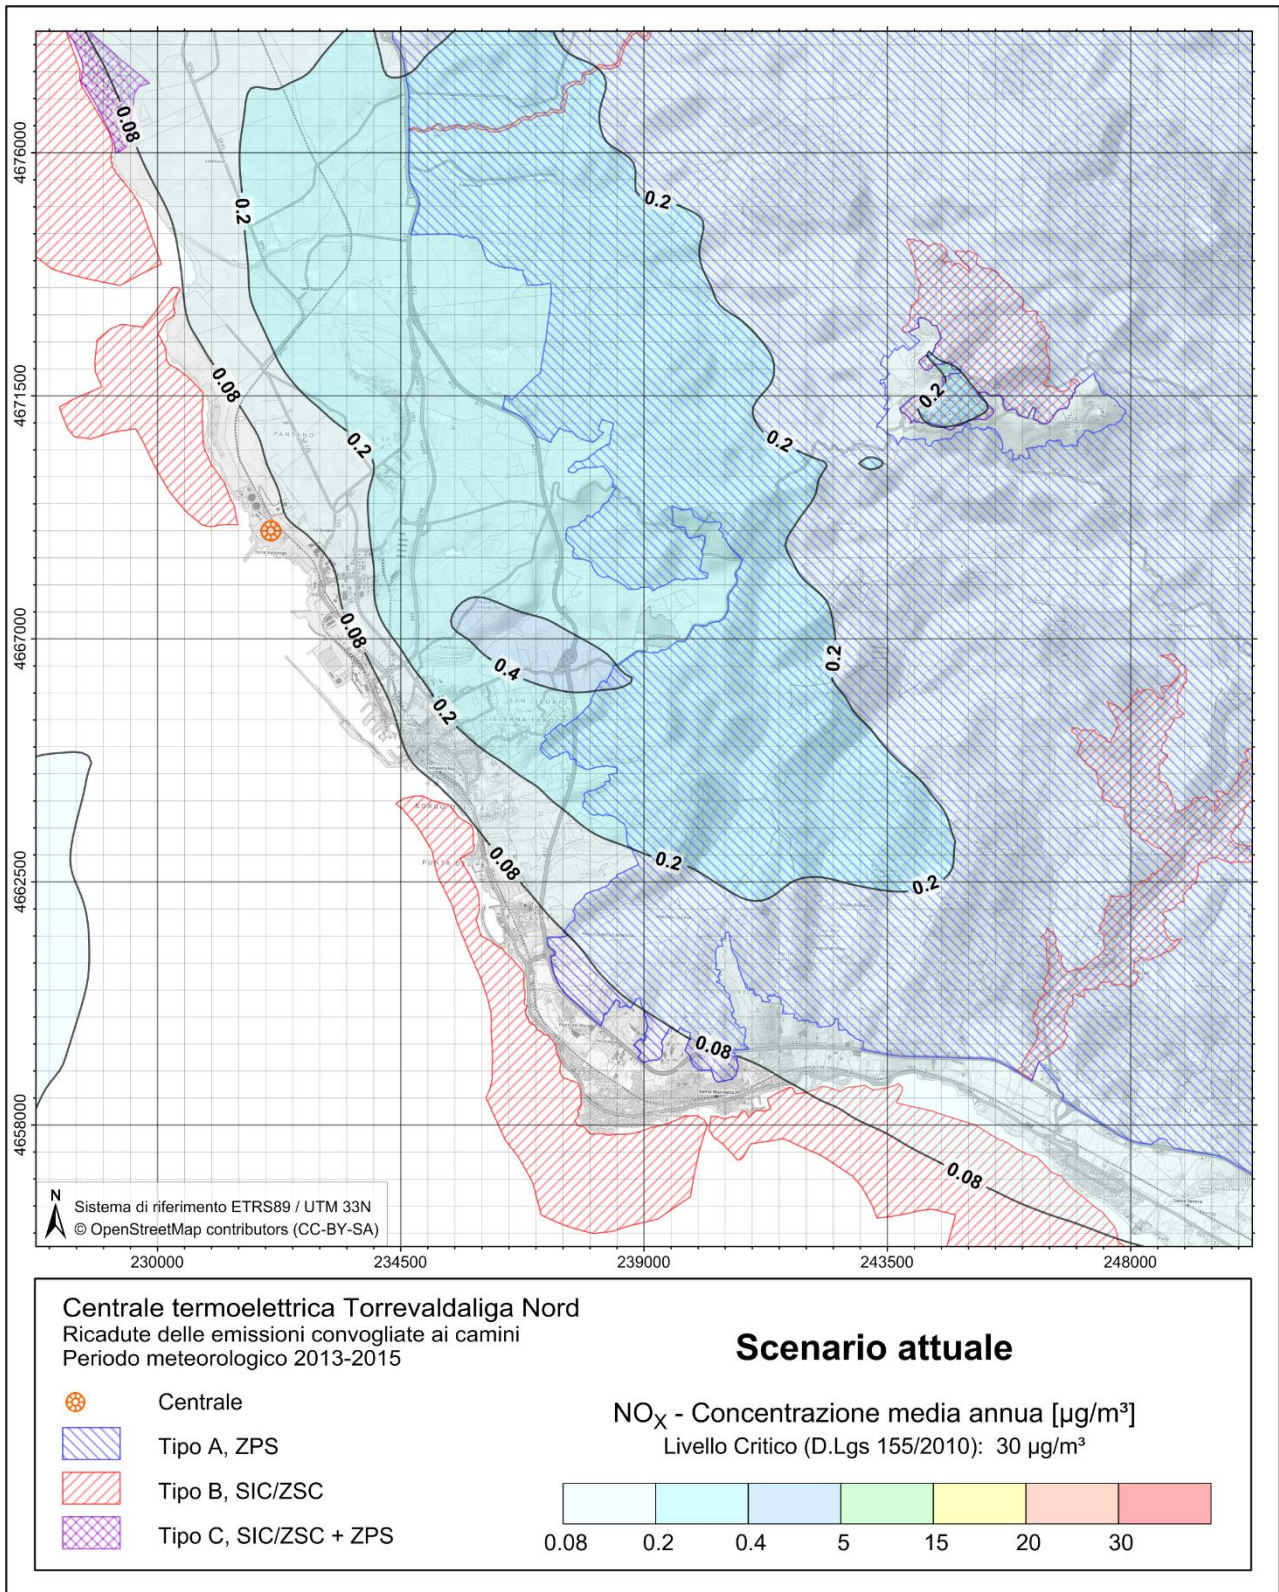 0.08
0.2
0.2
0.08
0.2
0.2
0.2
PANTANO
0.08
0.4
0.2
0.2
0.08
0.2
0.2
0.08
0.08
4676000
4671500
4667000
4662500
4658000
N
Sistema di riferimento ETRS89 / UTM 33N
© OpenStreetMap contributors (CC-BY-SA)
230000 234500 239000 243500 248000
Centrale termoelettrica Torrevaldaliga Nord
Ricadute delle emissioni convogliate ai camini
Periodo meteorologico 2013-2015
Centrale
Tipo A, ZPS
Tipo B, SIC/ZSC
Tipo C, SIC/ZSC + ZPS
Scenario attuale
NOX - Concentrazione media annua [µg/m³]
Livello Critico (D.Lgs 155/2010): 30 µg/m³
0.08 0.2 0.4 5 15 20 30